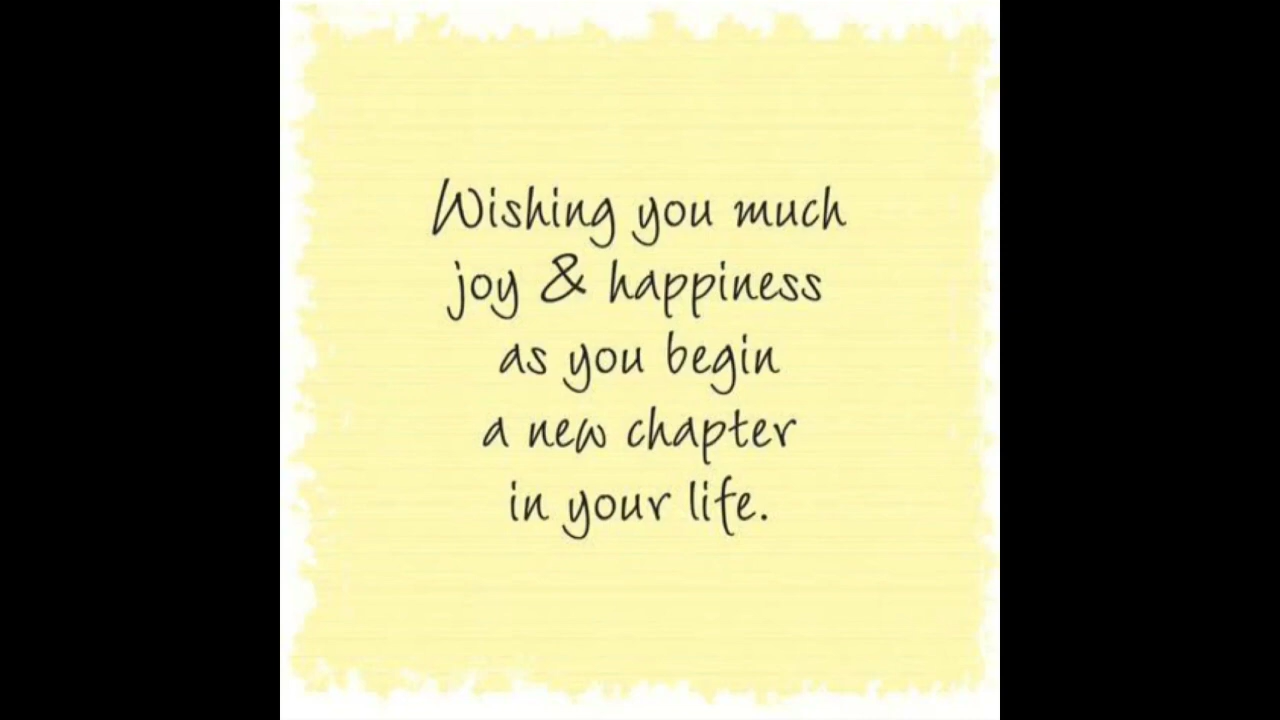 Wishing you much
joy & happiness
as you begin
a new chapter
in your life.